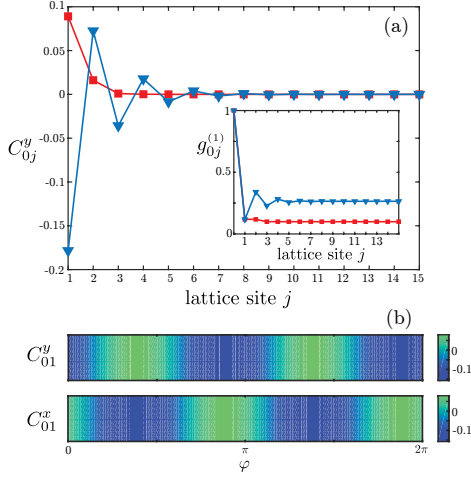 0.1
(a)
0.05
0
-0.05
C^y_{0j}
-0.1
-0.15
-0.2
1 2 3 4 5 6 7 8 9 10 11 12 13 14 15
lattice site j
1
g^{(1)}_{0j}
0.5
0
1 3 5 7 9 11 13
lattice site j
(b)
C^y_{01}
0
-0.1
C^x_{01}
0
-0.1
0 π 2π
φ